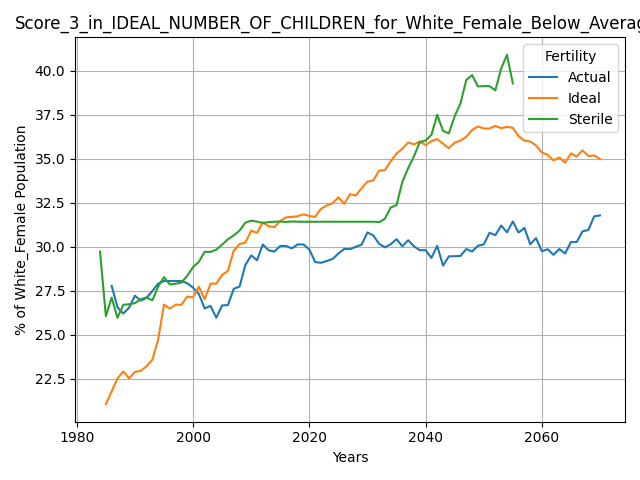 Score_3_in_IDEAL_NUMBER_OF_CHILDREN_for_White_Female_Below_Averag
Fertility
Actual
Ideal
Sterile
% of White_Female Population
40.0
37.5
35.0
32.5
30.0
27.5
25.0
22.5
1980
2000
2020
2040
2060
Years